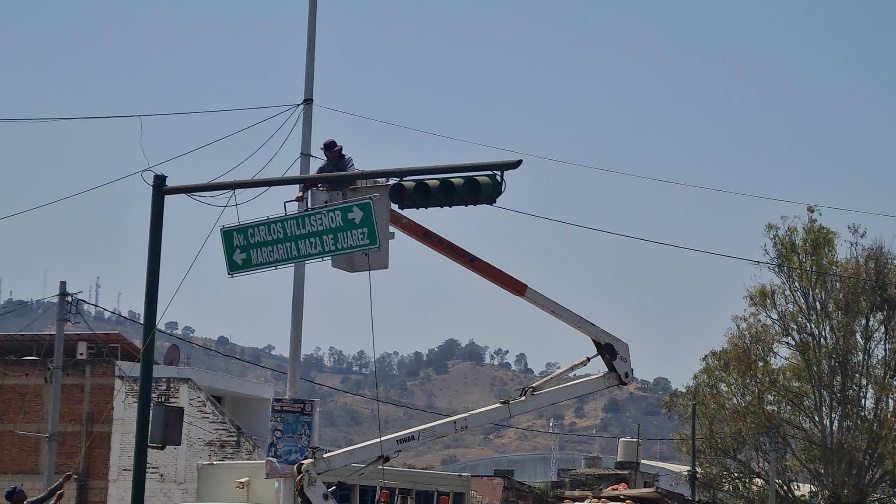 Av. CARLOS VILLASEÑOR
MARGARITA MAZA DE JUAREZ